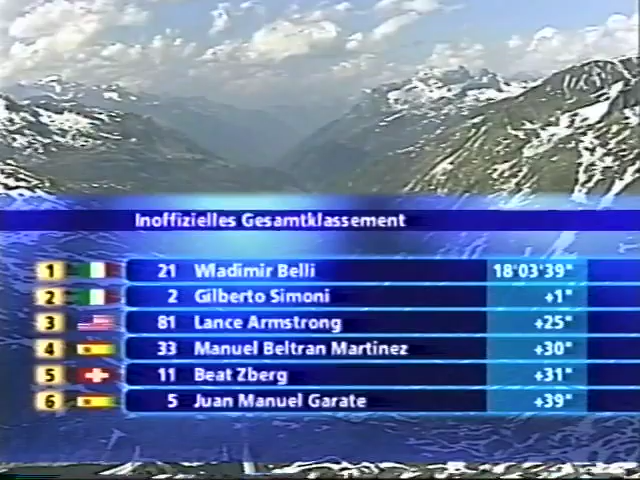 Inoffizielles Gesamtklassement
1 21 Wladimir Belli 18'03'39"
2 2 Gilberto Simoni +1"
3 81 Lance Armstrong +25"
4 33 Manuel Beltran Martinez +30"
5 11 Beat Zberg +31"
6 5 Juan Manuel Garate +39"